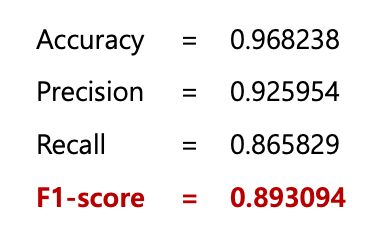 Accuracy = 0.968238
Precision = 0.925954
Recall = 0.865829
F1-score = 0.893094